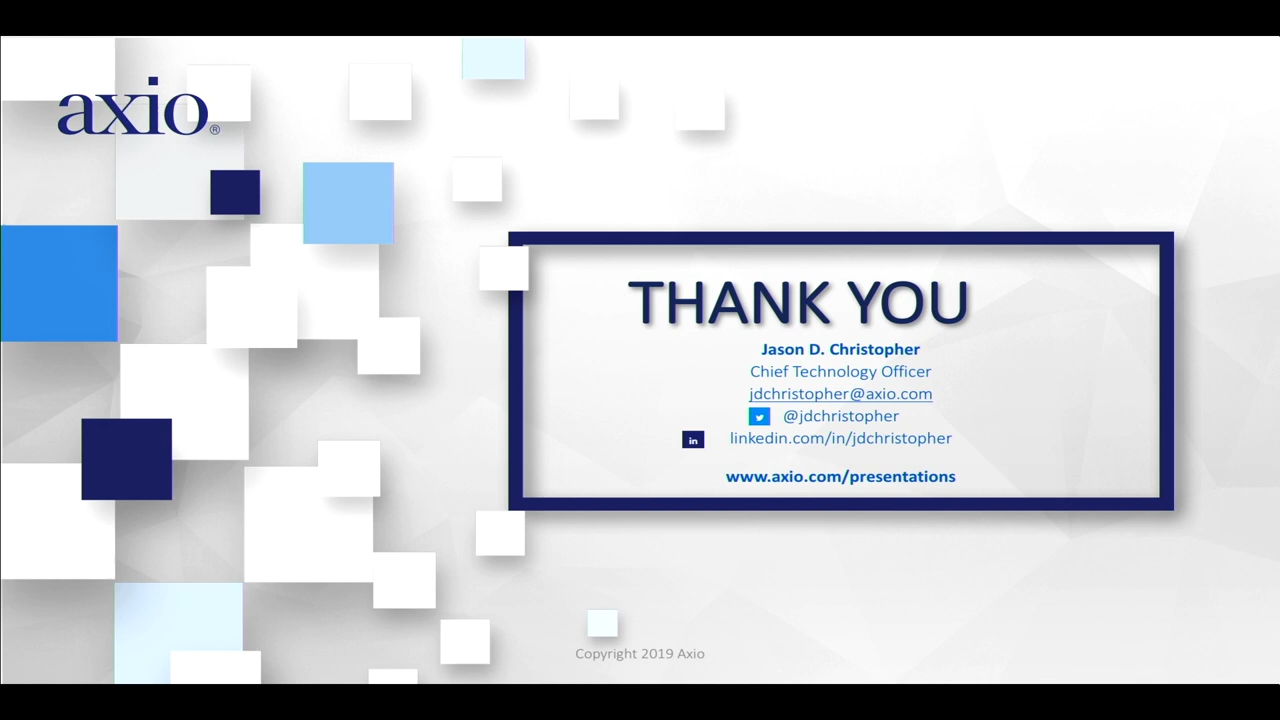 axio®
THANK YOU
Jason D. Christopher
Chief Technology Officer
jdchristopher@axio.com
@jdchristopher
in linkedin.com/in/jdchristopher
www.axio.com/presentations
Copyright 2019 Axio